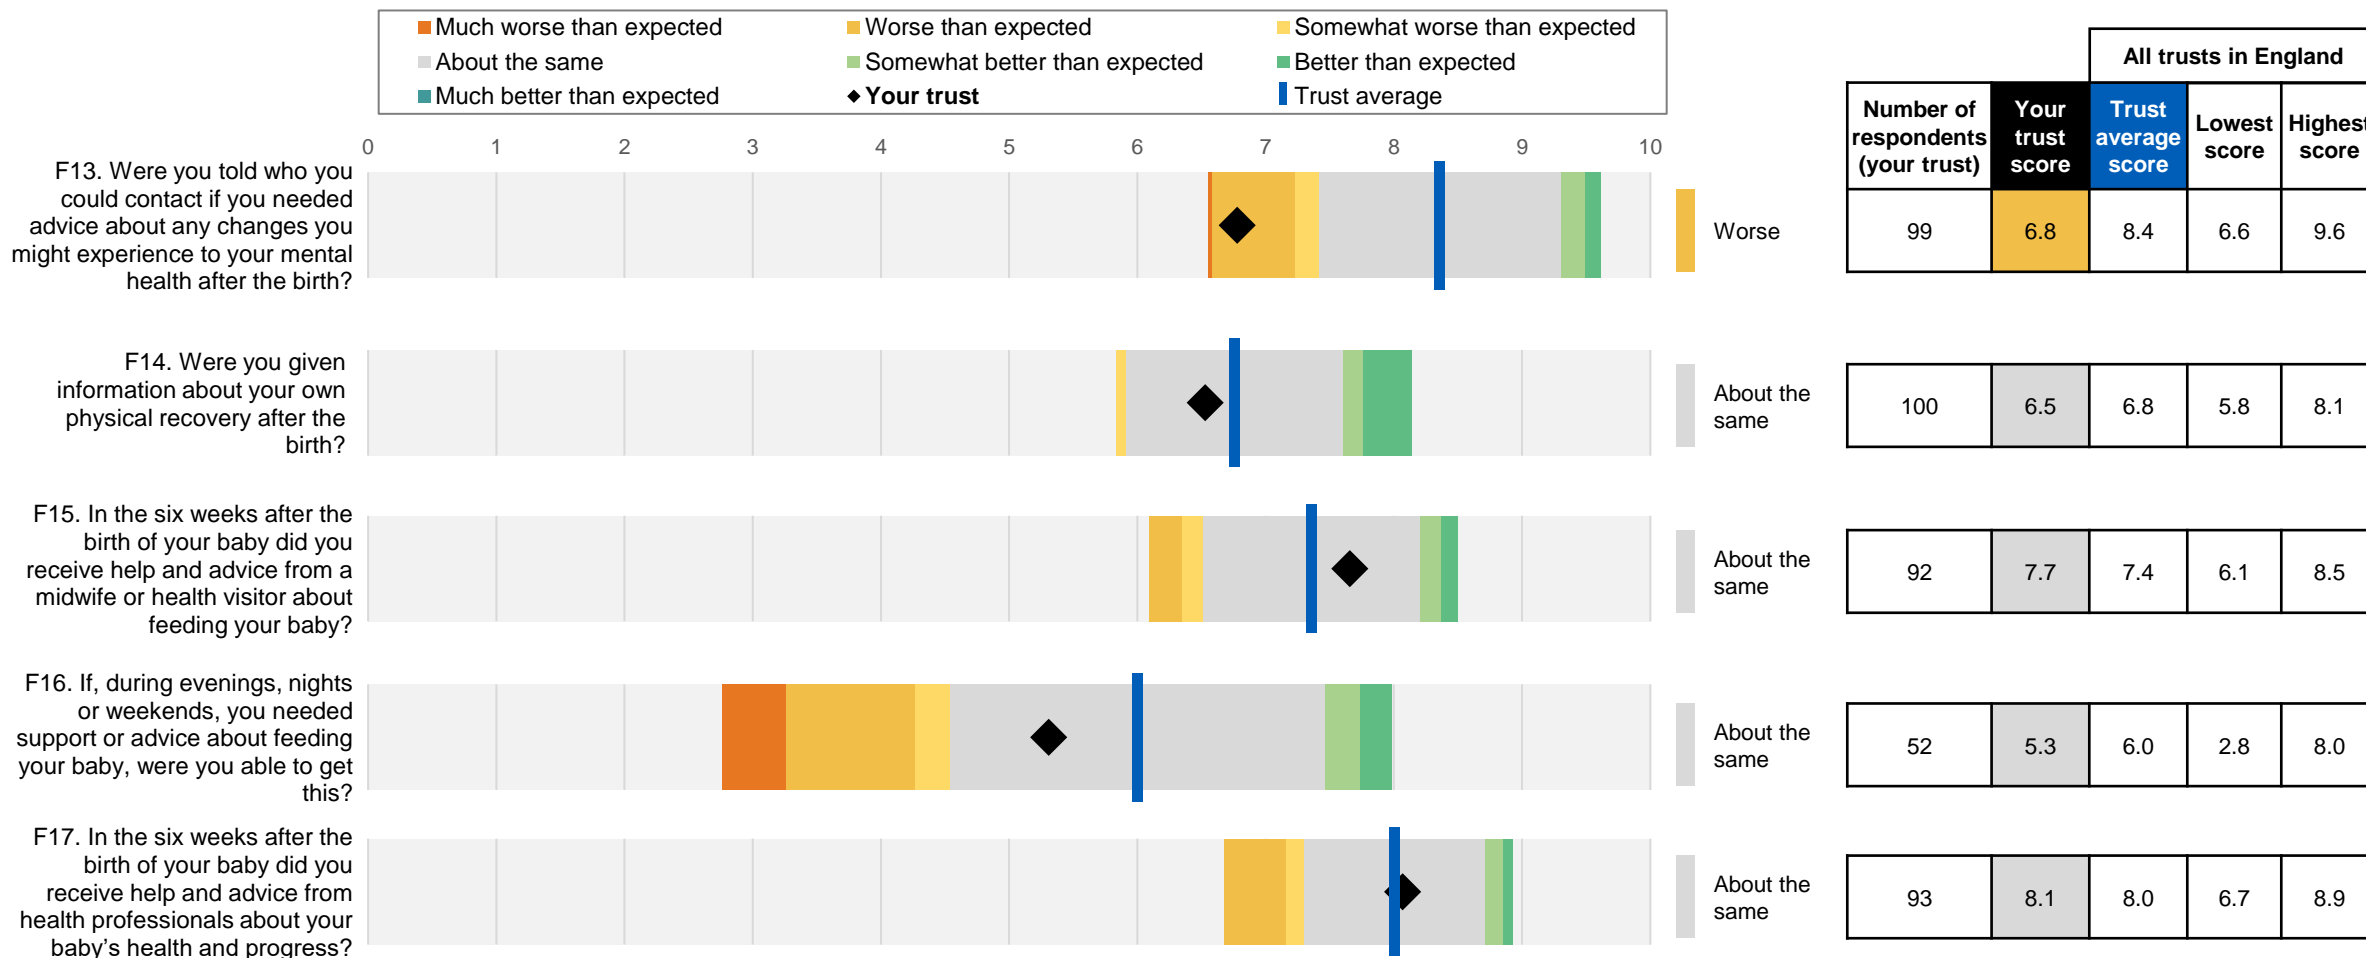 Much worse than expected
Worse than expected
Somewhat worse than expected
About the same
Somewhat better than expected
Better than expected
Much better than expected
Your trust
Trust average
All trusts in England
Number of
respondents
(your trust)
Your
trust
score
Trust
average
score
Lowest
score
Highest
score
0 1 2 3 4 5 6 7 8 9 10
F13. Were you told who you
could contact if you needed
advice about any changes you
might experience to your mental
health after the birth?
Worse
99 6.8 8.4 6.6 9.6
F14. Were you given
information about your own
physical recovery after the
birth?
About the
same
100 6.5 6.8 5.8 8.1
F15. In the six weeks after the
birth of your baby did you
receive help and advice from a
midwife or health visitor about
feeding your baby?
About the
same
92 7.7 7.4 6.1 8.5
F16. If, during evenings, nights
or weekends, you needed
support or advice about feeding
your baby, were you able to get
this?
About the
same
52 5.3 6.0 2.8 8.0
F17. In the six weeks after the
birth of your baby did you
receive help and advice from
health professionals about your
baby’s health and progress?
About the
same
93 8.1 8.0 6.7 8.9